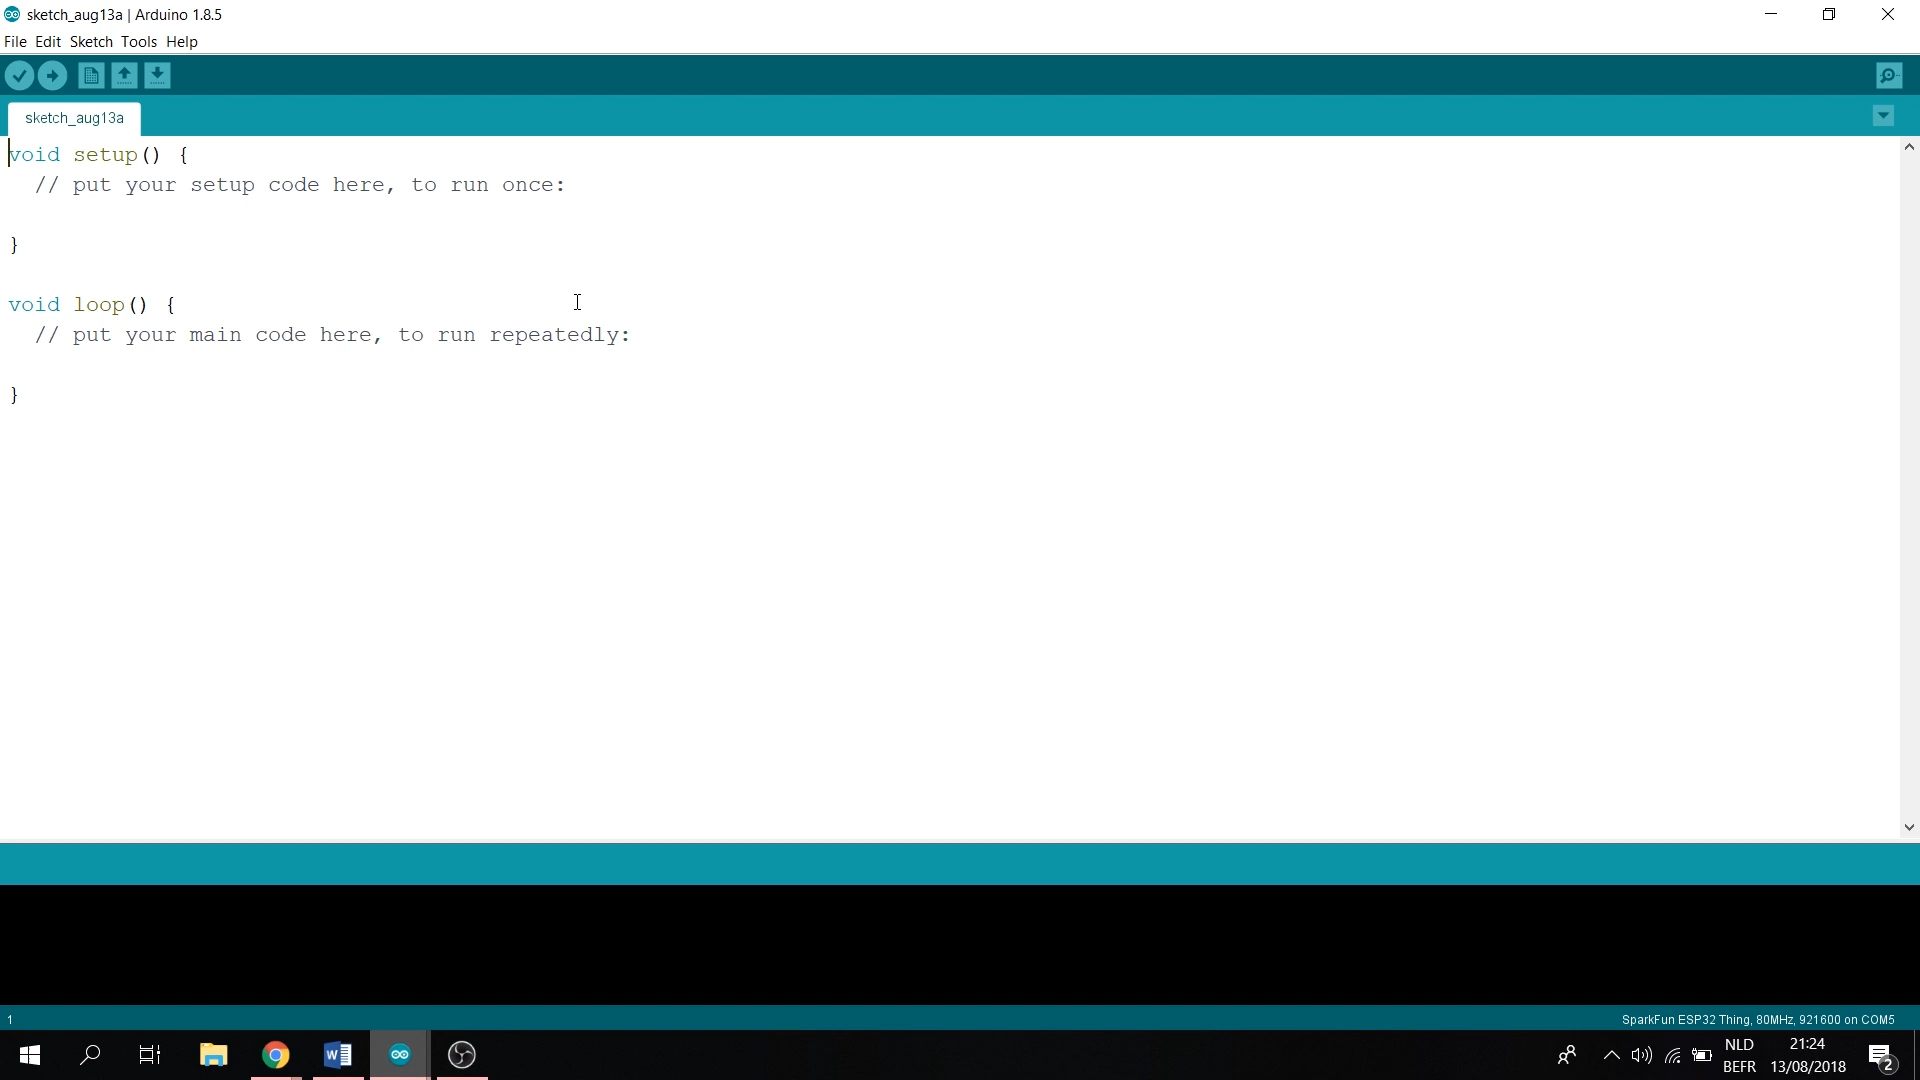 sketch_aug13a | Arduino 1.8.5
File Edit Sketch Tools Help
sketch_aug13a
void setup() {
  // put your setup code here, to run once:

}

void loop() {
  // put your main code here, to run repeatedly:

}
1
SparkFun ESP32 Thing, 80MHz, 921600 on COM5
NLD
BEFR
21:24
13/08/2018
2